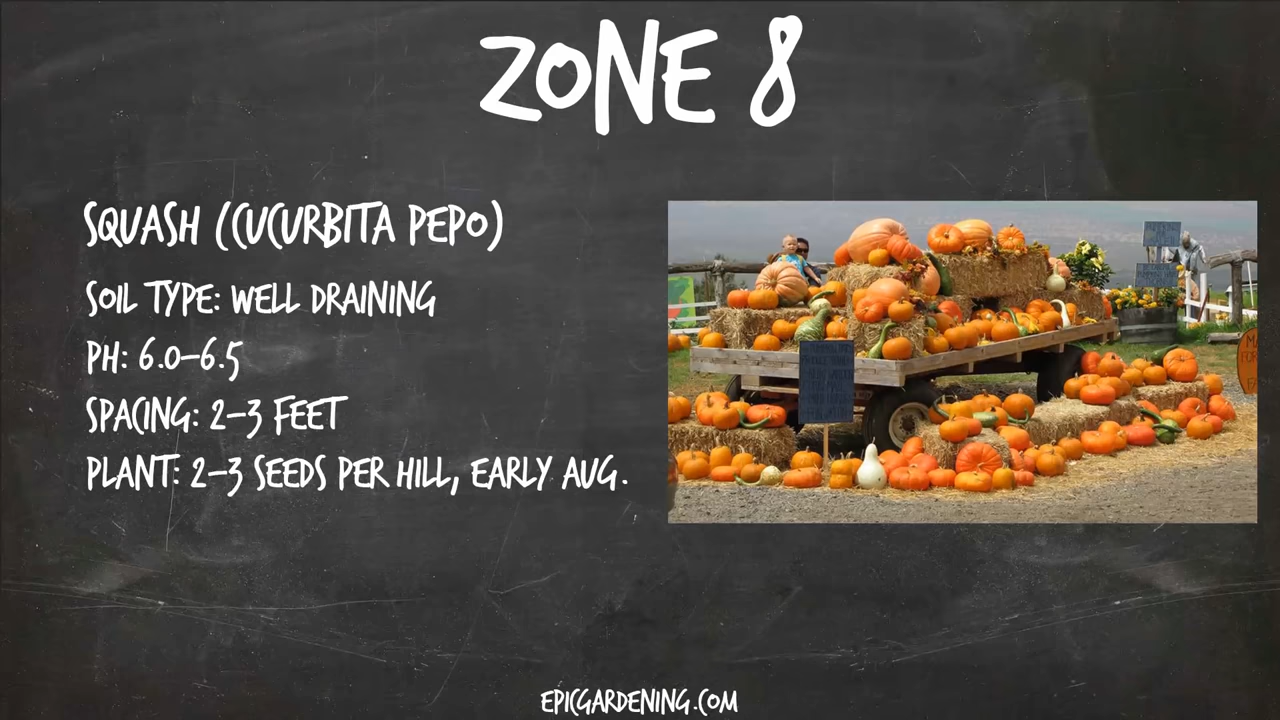 ZONE 8
SQUASH (CUCURBITA PEPO)
SOIL TYPE: WELL DRAINING
PH: 6.0-6.5
SPACING: 2-3 FEET
PLANT: 2-3 SEEDS PER HILL, EARLY AUG.
EPICGARDENING.COM